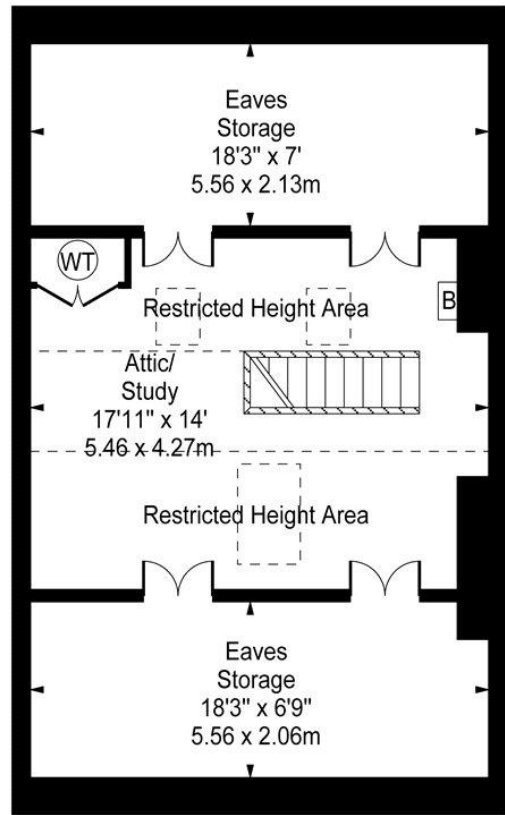 Eaves
Storage
18'3" x 7'
5.56 x 2.13m
WT
B
Restricted Height Area
Attic/
Study
17'11" x 14'
5.46 x 4.27m
Restricted Height Area
Eaves
Storage
18'3" x 6'9"
5.56 x 2.06m